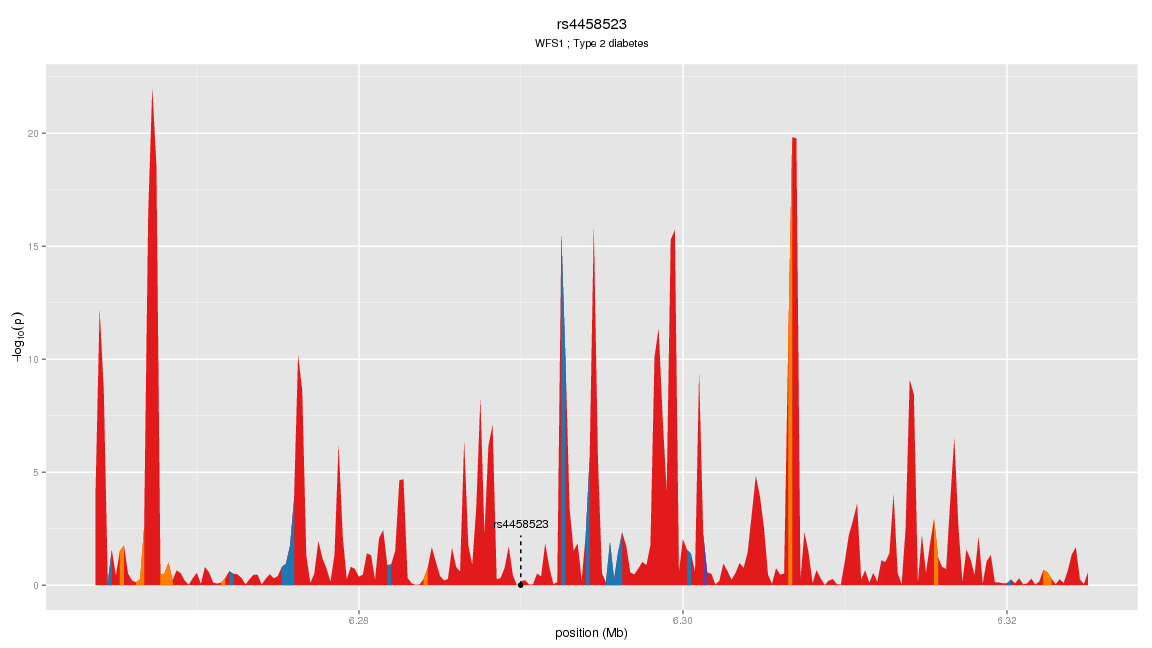 rs4458523
WFS1 ; Type 2 diabetes
−log10(p)
20
15
10
5
0
rs4458523
6.28
6.30
6.32
position (Mb)